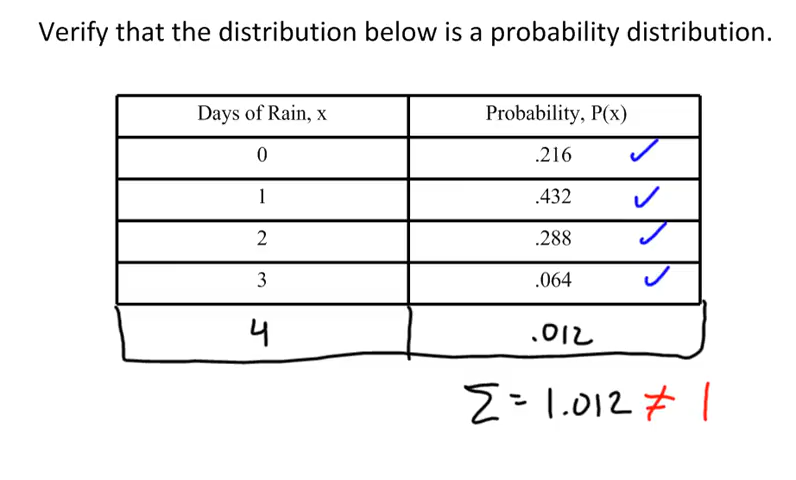 Verify that the distribution below is a probability distribution.
Days of Rain, x Probability, P(x)
0 .216
1 .432
2 .288
3 .064
4 .012
Σ = 1.012 ≠ 1